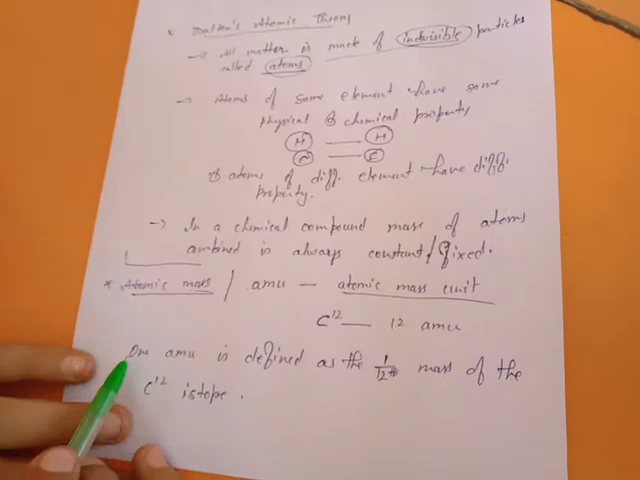 Dalton's Atomic Theory
→ All matter is made of indivisible particles
called atoms
→ Atoms of same element have same
physical & chemical property
H — H
C — C
& atoms of diff. element have diff.
property.
→ In a chemical compound mass of atoms
combined is always constant/fixed.
* Atomic mass / amu — atomic mass unit
C12 — 12 amu
One amu is defined as the 1/12th mass of the
C12 istope.